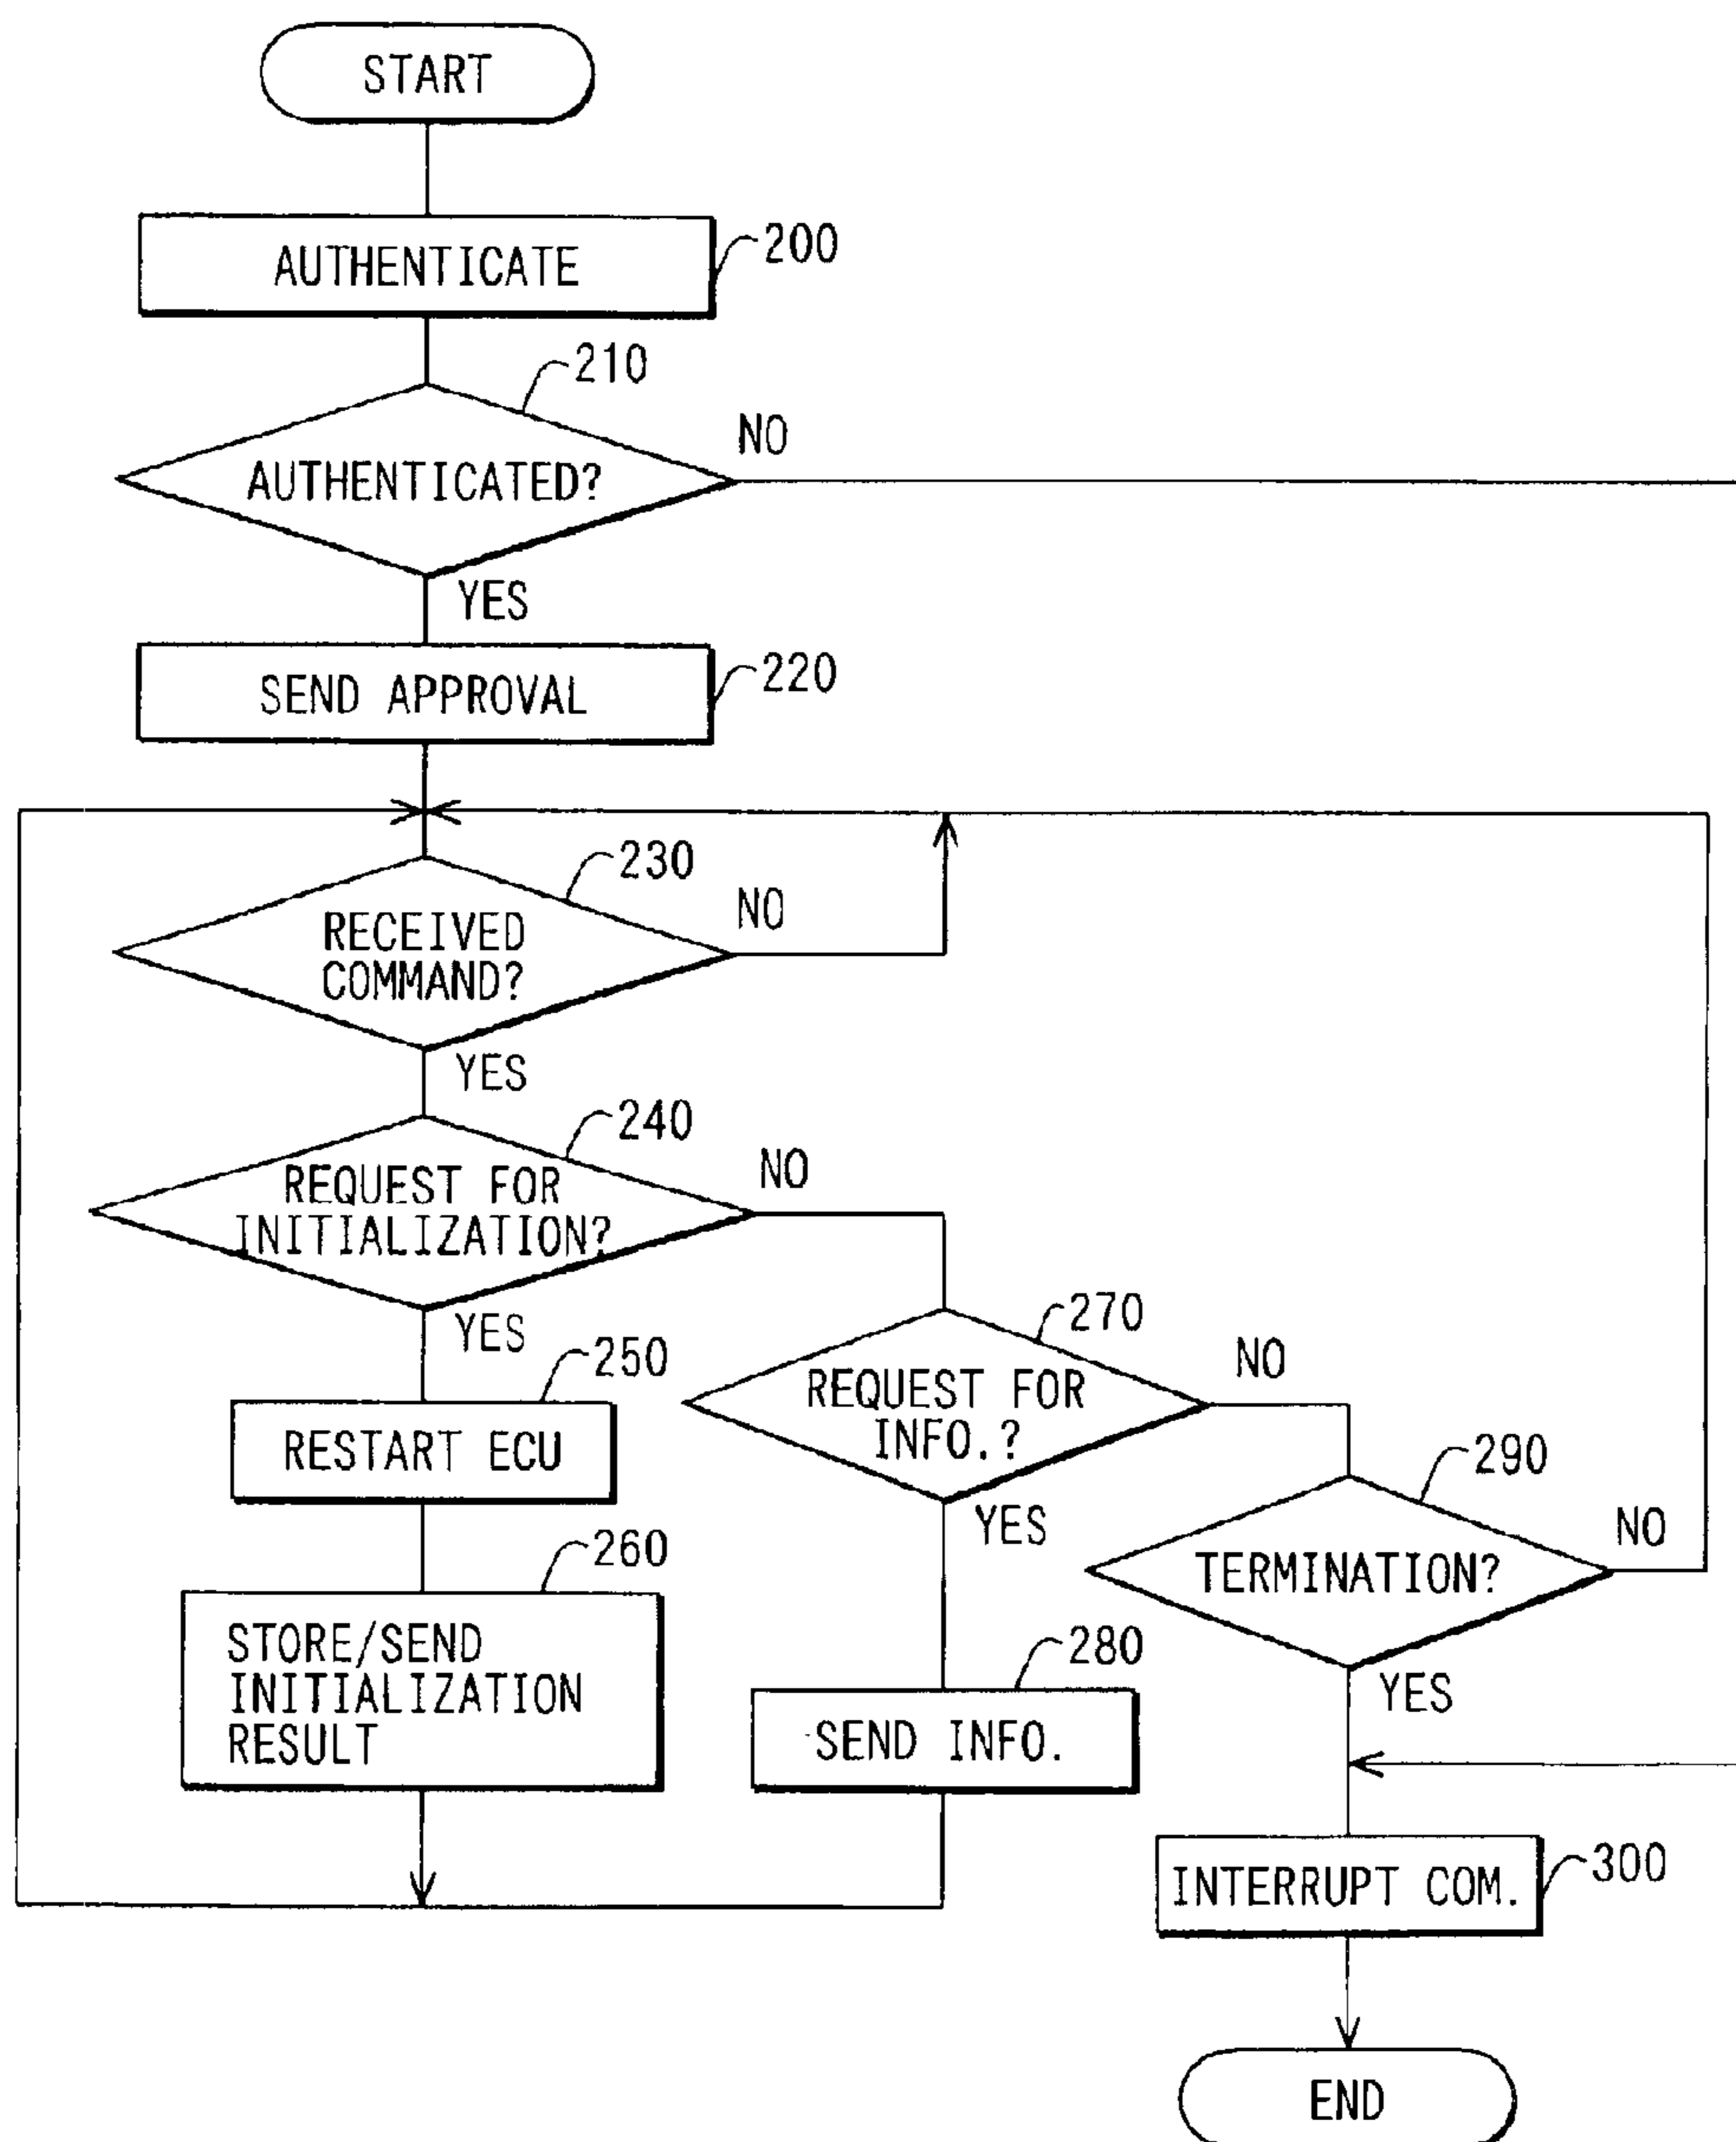 START
AUTHENTICATE
200
210
AUTHENTICATED?
NO
YES
SEND APPROVAL
220
230
RECEIVED
COMMAND?
NO
YES
240
REQUEST FOR
INITIALIZATION?
NO
YES
250
RESTART ECU
270
REQUEST FOR
INFO.?
NO
YES
260
STORE/SEND
INITIALIZATION
RESULT
290
TERMINATION?
NO
YES
280
SEND INFO.
INTERRUPT COM.
300
END